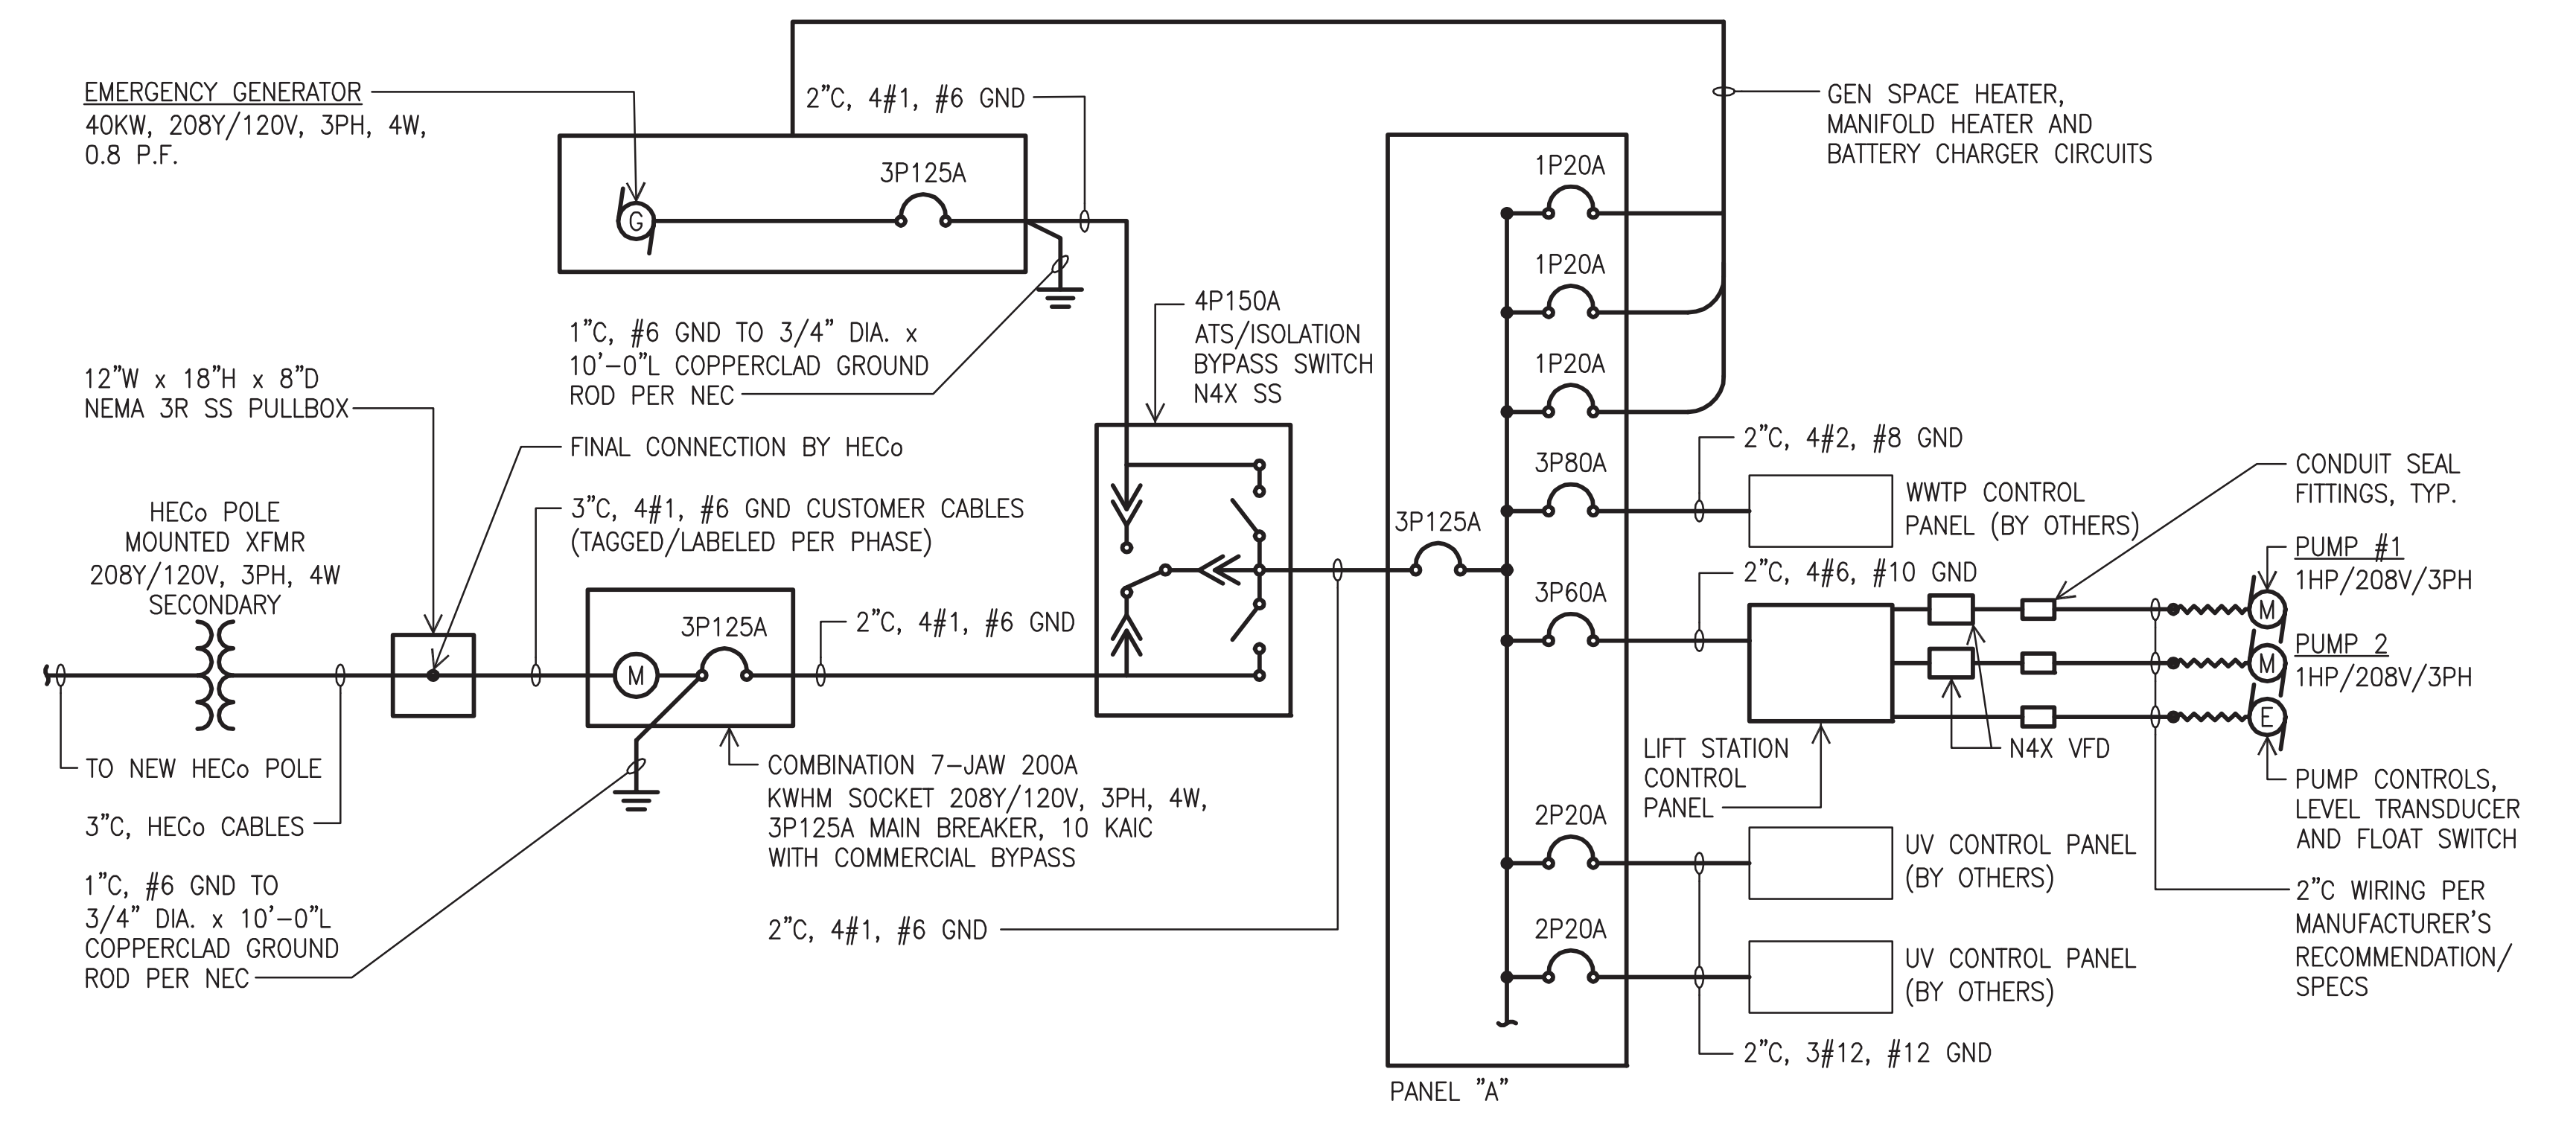 EMERGENCY GENERATOR
40KW, 208Y/120V, 3PH, 4W,
0.8 P.F.
2"C, 4#1, #6 GND
3P125A
G
1"C, #6 GND TO 3/4" DIA. x
10'-0"L COPPERCLAD GROUND
ROD PER NEC
GEN SPACE HEATER,
MANIFOLD HEATER AND
BATTERY CHARGER CIRCUITS
12"W x 18"H x 8"D
NEMA 3R SS PULLBOX
FINAL CONNECTION BY HECo
HECo POLE
MOUNTED XFMR
208Y/120V, 3PH, 4W
SECONDARY
3"C, 4#1, #6 GND CUSTOMER CABLES
(TAGGED/LABELED PER PHASE)
3P125A
M
2"C, 4#1, #6 GND
TO NEW HECo POLE
3"C, HECo CABLES
1"C, #6 GND TO
3/4" DIA. x 10'-0"L
COPPERCLAD GROUND
ROD PER NEC
COMBINATION 7-JAW 200A
KWHM SOCKET 208Y/120V, 3PH, 4W,
3P125A MAIN BREAKER, 10 KAIC
WITH COMMERCIAL BYPASS
2"C, 4#1, #6 GND
4P150A
ATS/ISOLATION
BYPASS SWITCH
N4X SS
3P125A
1P20A
1P20A
1P20A
3P80A
3P60A
2P20A
2P20A
PANEL "A"
2"C, 4#2, #8 GND
WWTP CONTROL
PANEL (BY OTHERS)
2"C, 4#6, #10 GND
LIFT STATION
CONTROL
PANEL
N4X VFD
UV CONTROL PANEL
(BY OTHERS)
UV CONTROL PANEL
(BY OTHERS)
2"C, 3#12, #12 GND
CONDUIT SEAL
FITTINGS, TYP.
PUMP #1
1HP/208V/3PH
M
PUMP 2
1HP/208V/3PH
M
E
PUMP CONTROLS,
LEVEL TRANSDUCER
AND FLOAT SWITCH
2"C WIRING PER
MANUFACTURER'S
RECOMMENDATION/
SPECS